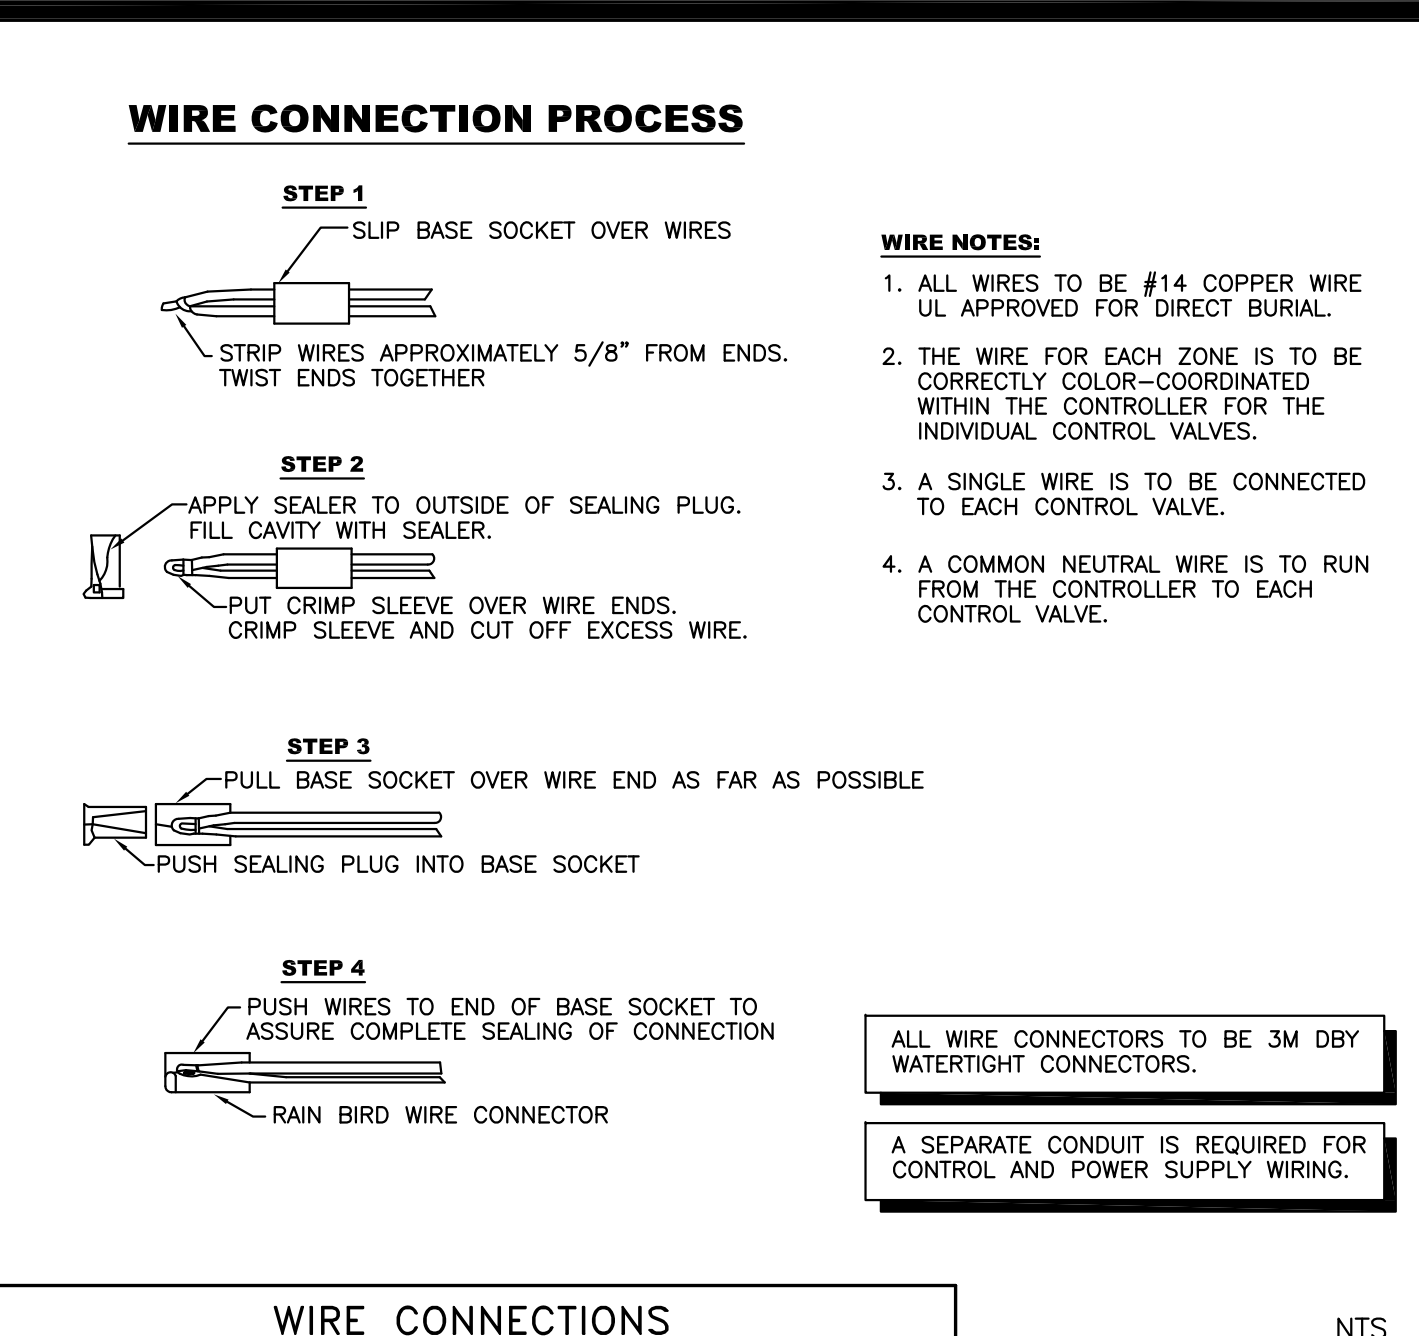 WIRE CONNECTION PROCESS
STEP 1
SLIP BASE SOCKET OVER WIRES
STRIP WIRES APPROXIMATELY 5/8" FROM ENDS.
TWIST ENDS TOGETHER
STEP 2
APPLY SEALER TO OUTSIDE OF SEALING PLUG.
FILL CAVITY WITH SEALER.
PUT CRIMP SLEEVE OVER WIRE ENDS.
CRIMP SLEEVE AND CUT OFF EXCESS WIRE.
STEP 3
PULL BASE SOCKET OVER WIRE END AS FAR AS POSSIBLE
PUSH SEALING PLUG INTO BASE SOCKET
STEP 4
PUSH WIRES TO END OF BASE SOCKET TO
ASSURE COMPLETE SEALING OF CONNECTION
RAIN BIRD WIRE CONNECTOR
WIRE NOTES:
1. ALL WIRES TO BE #14 COPPER WIRE
UL APPROVED FOR DIRECT BURIAL.
2. THE WIRE FOR EACH ZONE IS TO BE
CORRECTLY COLOR-COORDINATED
WITHIN THE CONTROLLER FOR THE
INDIVIDUAL CONTROL VALVES.
3. A SINGLE WIRE IS TO BE CONNECTED
TO EACH CONTROL VALVE.
4. A COMMON NEUTRAL WIRE IS TO RUN
FROM THE CONTROLLER TO EACH
CONTROL VALVE.
ALL WIRE CONNECTORS TO BE 3M DBY
WATERTIGHT CONNECTORS.
A SEPARATE CONDUIT IS REQUIRED FOR
CONTROL AND POWER SUPPLY WIRING.
WIRE CONNECTIONS
NTS